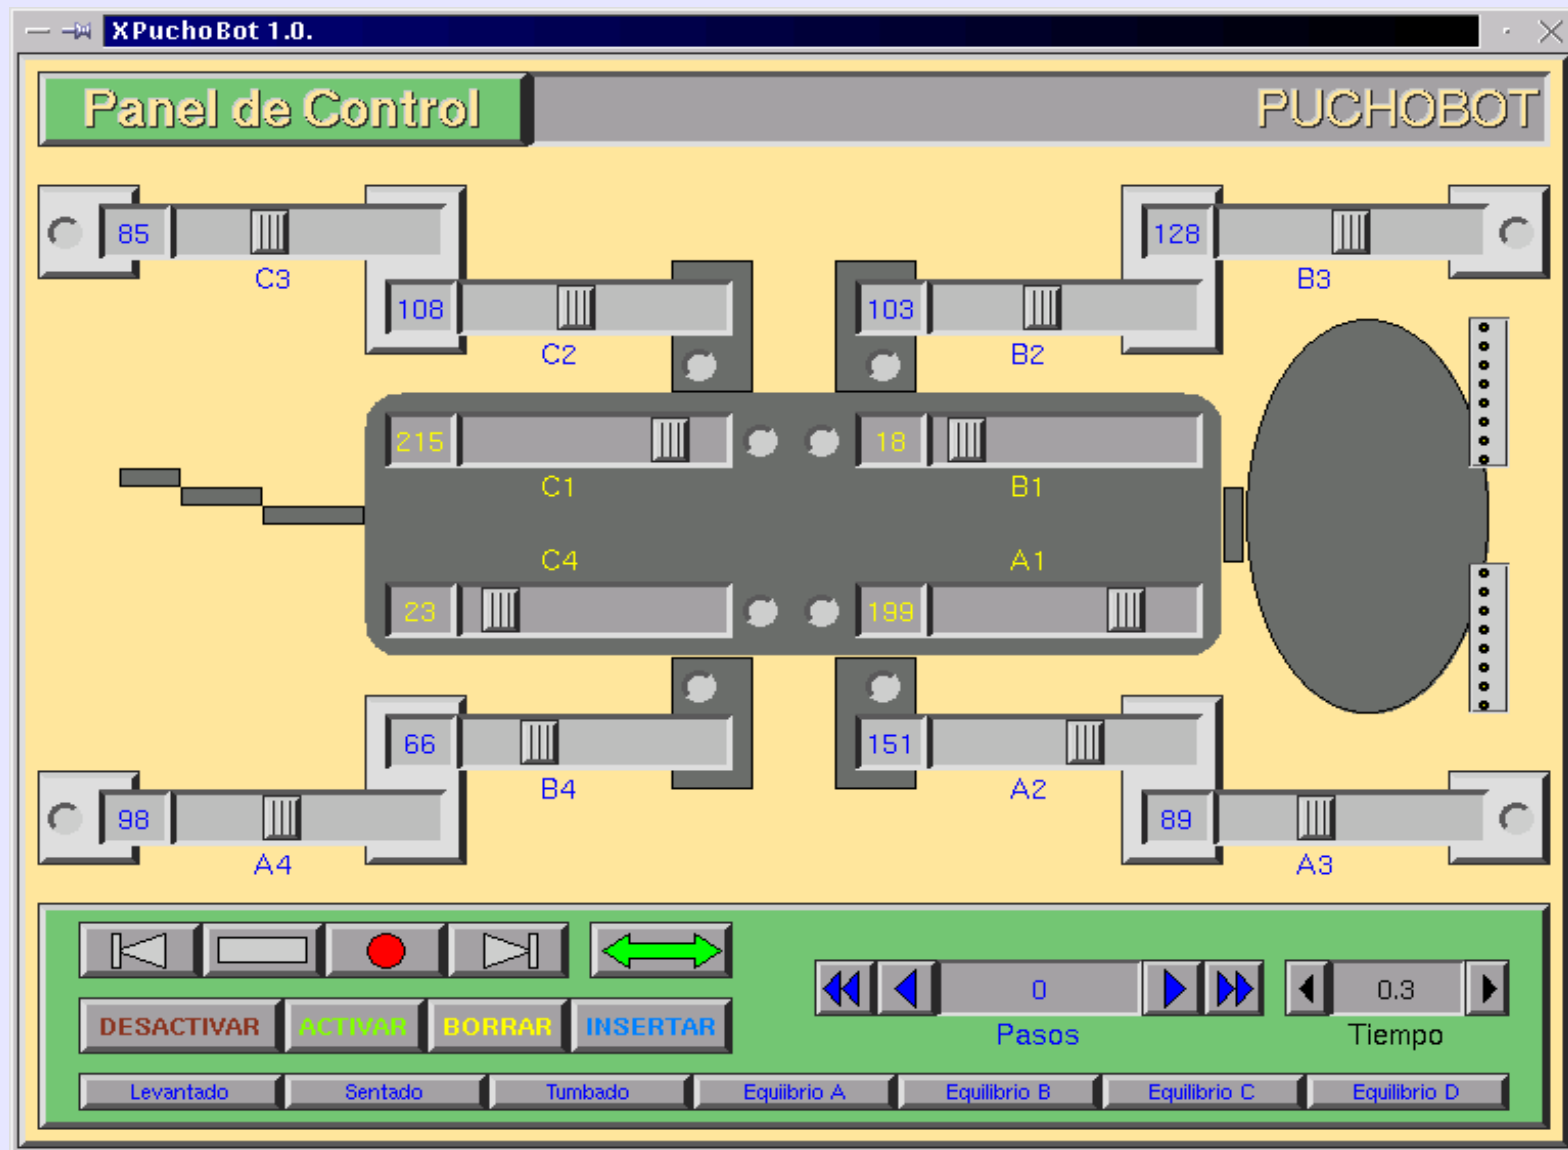 XPuchoBot 1.0.
Panel de Control PUCHOBOT
85 128
C3 B3
108 103
C2 B2
215 18
C1 B1
C4 A1
23 199
66 151
B4 A2
98 89
A4 A3
0 0.3
DESACTIVAR ACTIVAR BORRAR INSERTAR Pasos Tiempo
Levantado Sentado Tumbado Equiibrio A Equilibrio B Equilibrio C Equilibrio D